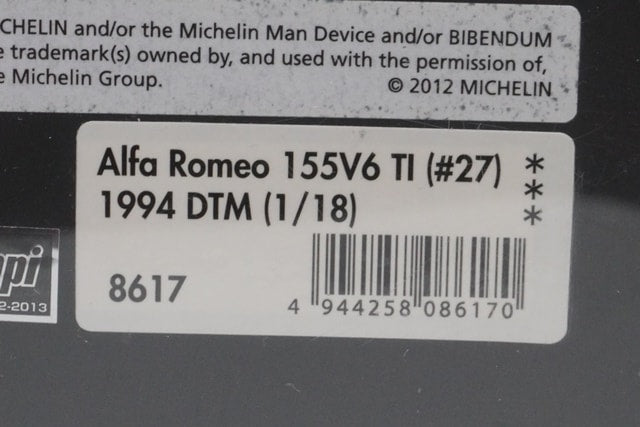 CHELIN and/or the Michelin Man Device and/or BIBENDUM
e trademark(s) owned by, and used with the permission of,
e Michelin Group.
© 2012 MICHELIN
Alfa Romeo 155V6 TI (#27) ***
1994 DTM (1/18)
8617
4 944258 086170
pi
2-2013